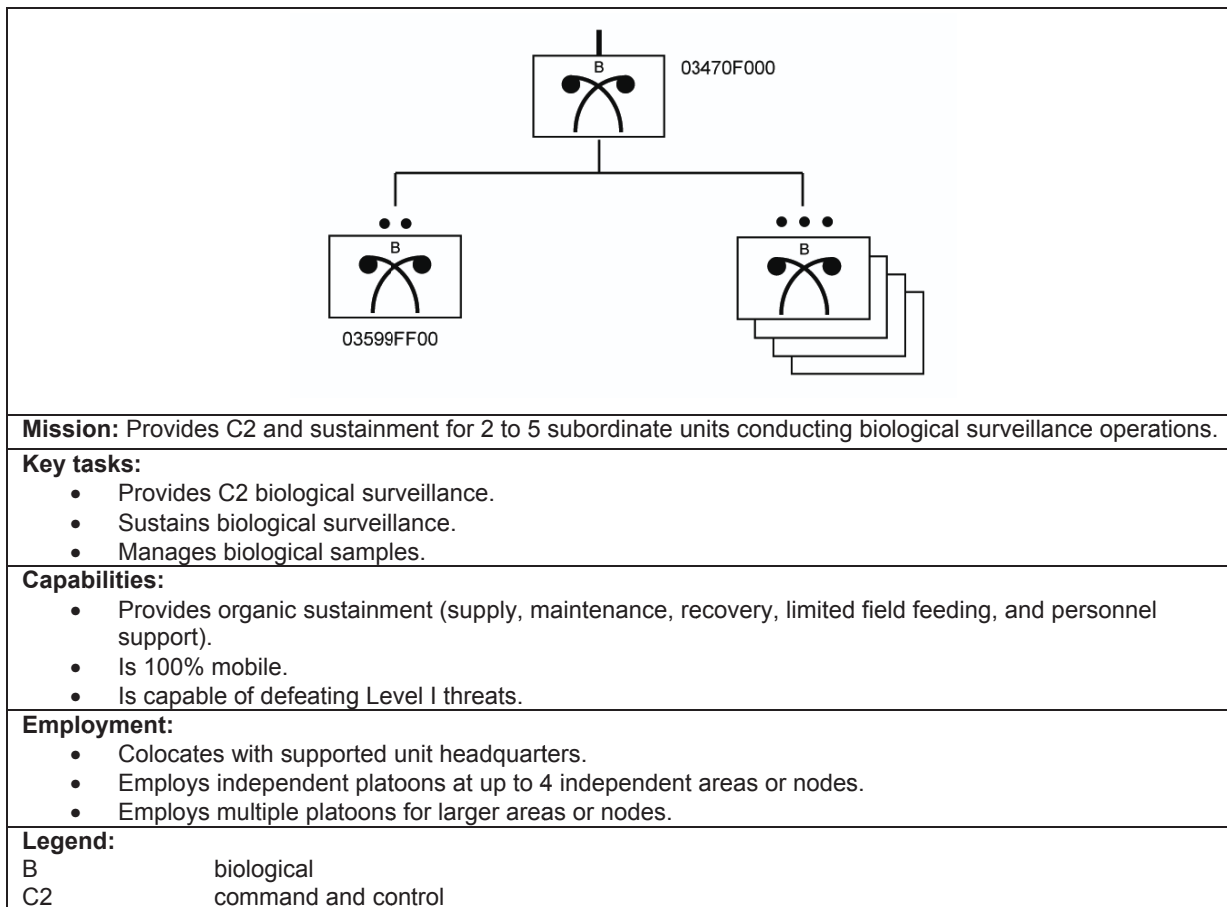 B
03470F000
B
03599FF00
B
Mission: Provides C2 and sustainment for 2 to 5 subordinate units conducting biological surveillance operations.
Key tasks:
• Provides C2 biological surveillance.
• Sustains biological surveillance.
• Manages biological samples.
Capabilities:
• Provides organic sustainment (supply, maintenance, recovery, limited field feeding, and personnel
support).
• Is 100% mobile.
• Is capable of defeating Level I threats.
Employment:
• Colocates with supported unit headquarters.
• Employs independent platoons at up to 4 independent areas or nodes.
• Employs multiple platoons for larger areas or nodes.
Legend:
B biological
C2 command and control